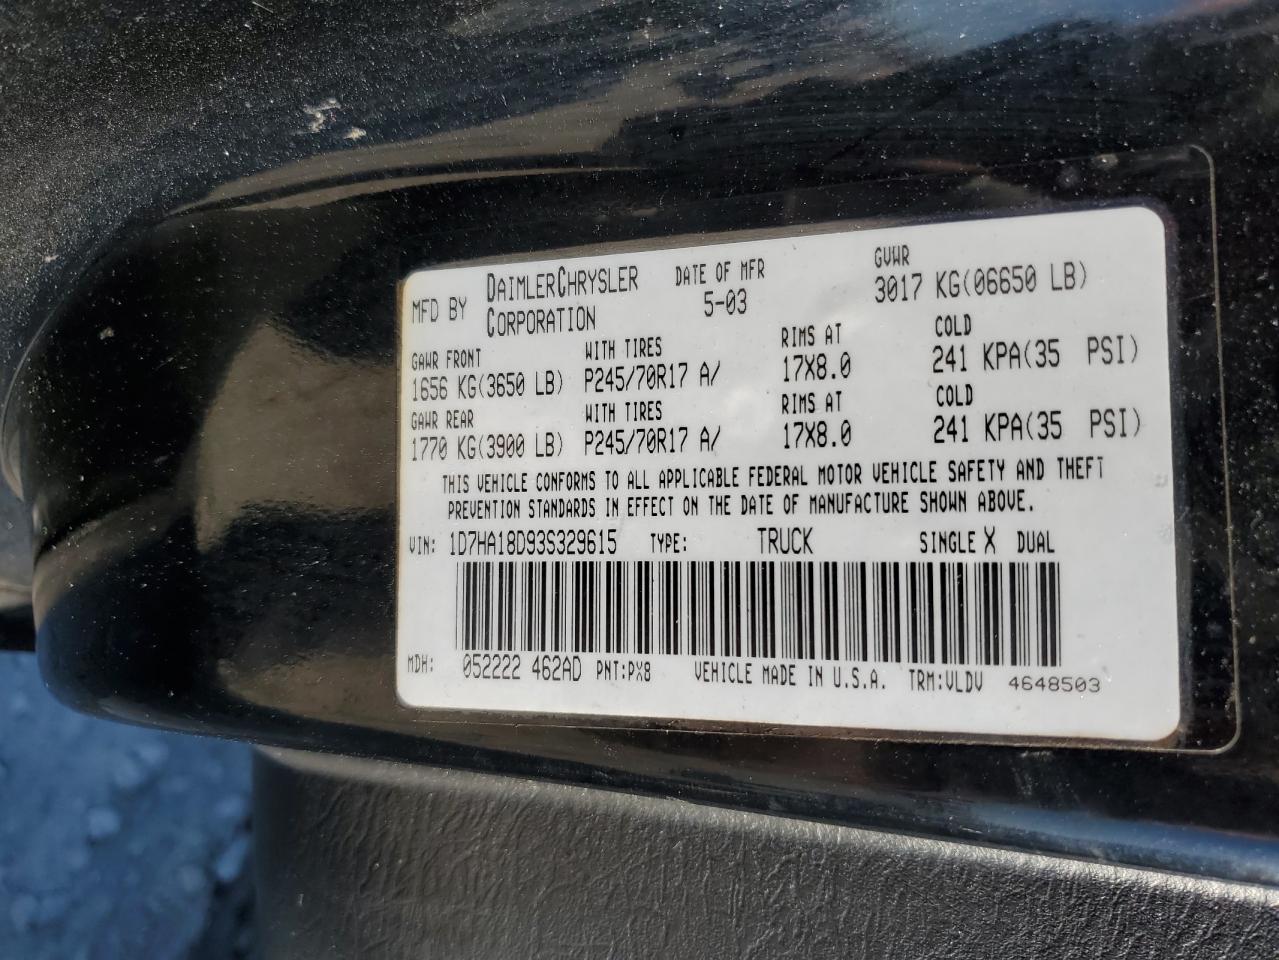 MFD BY DAIMLERCHRYSLER CORPORATION DATE OF MFR 5-03 GVWR 3017 KG(06650 LB)
GAWR FRONT WITH TIRES RIMS AT COLD
1656 KG(3650 LB) P245/70R17 A/ 17X8.0 241 KPA(35 PSI)
GAWR REAR WITH TIRES RIMS AT COLD
1770 KG(3900 LB) P245/70R17 A/ 17X8.0 241 KPA(35 PSI)
THIS VEHICLE CONFORMS TO ALL APPLICABLE FEDERAL MOTOR VEHICLE SAFETY AND THEFT
PREVENTION STANDARDS IN EFFECT ON THE DATE OF MANUFACTURE SHOWN ABOVE.
VIN: 1D7HA18D93S329615 TYPE: TRUCK SINGLE X DUAL
MDH: 052222 462AD PNT:PX8 VEHICLE MADE IN U.S.A. TRM:VLDV 4648503